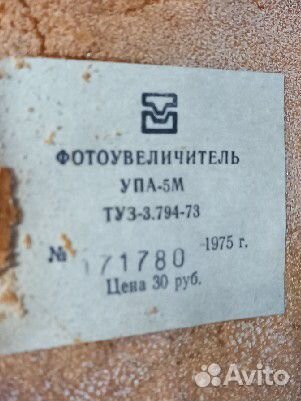 ФОТОУВЕЛИЧИТЕЛЬ
УПА-5М
ТУЗ-3.794-73
№ 171780 1975 г.
Цена 30 руб.
Avito